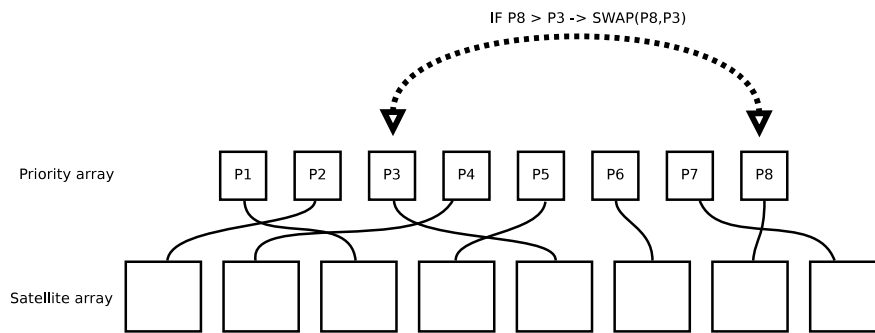 IF P8 > P3 -> SWAP(P8,P3)
Priority array
P1 P2 P3 P4 P5 P6 P7 P8
Satellite array